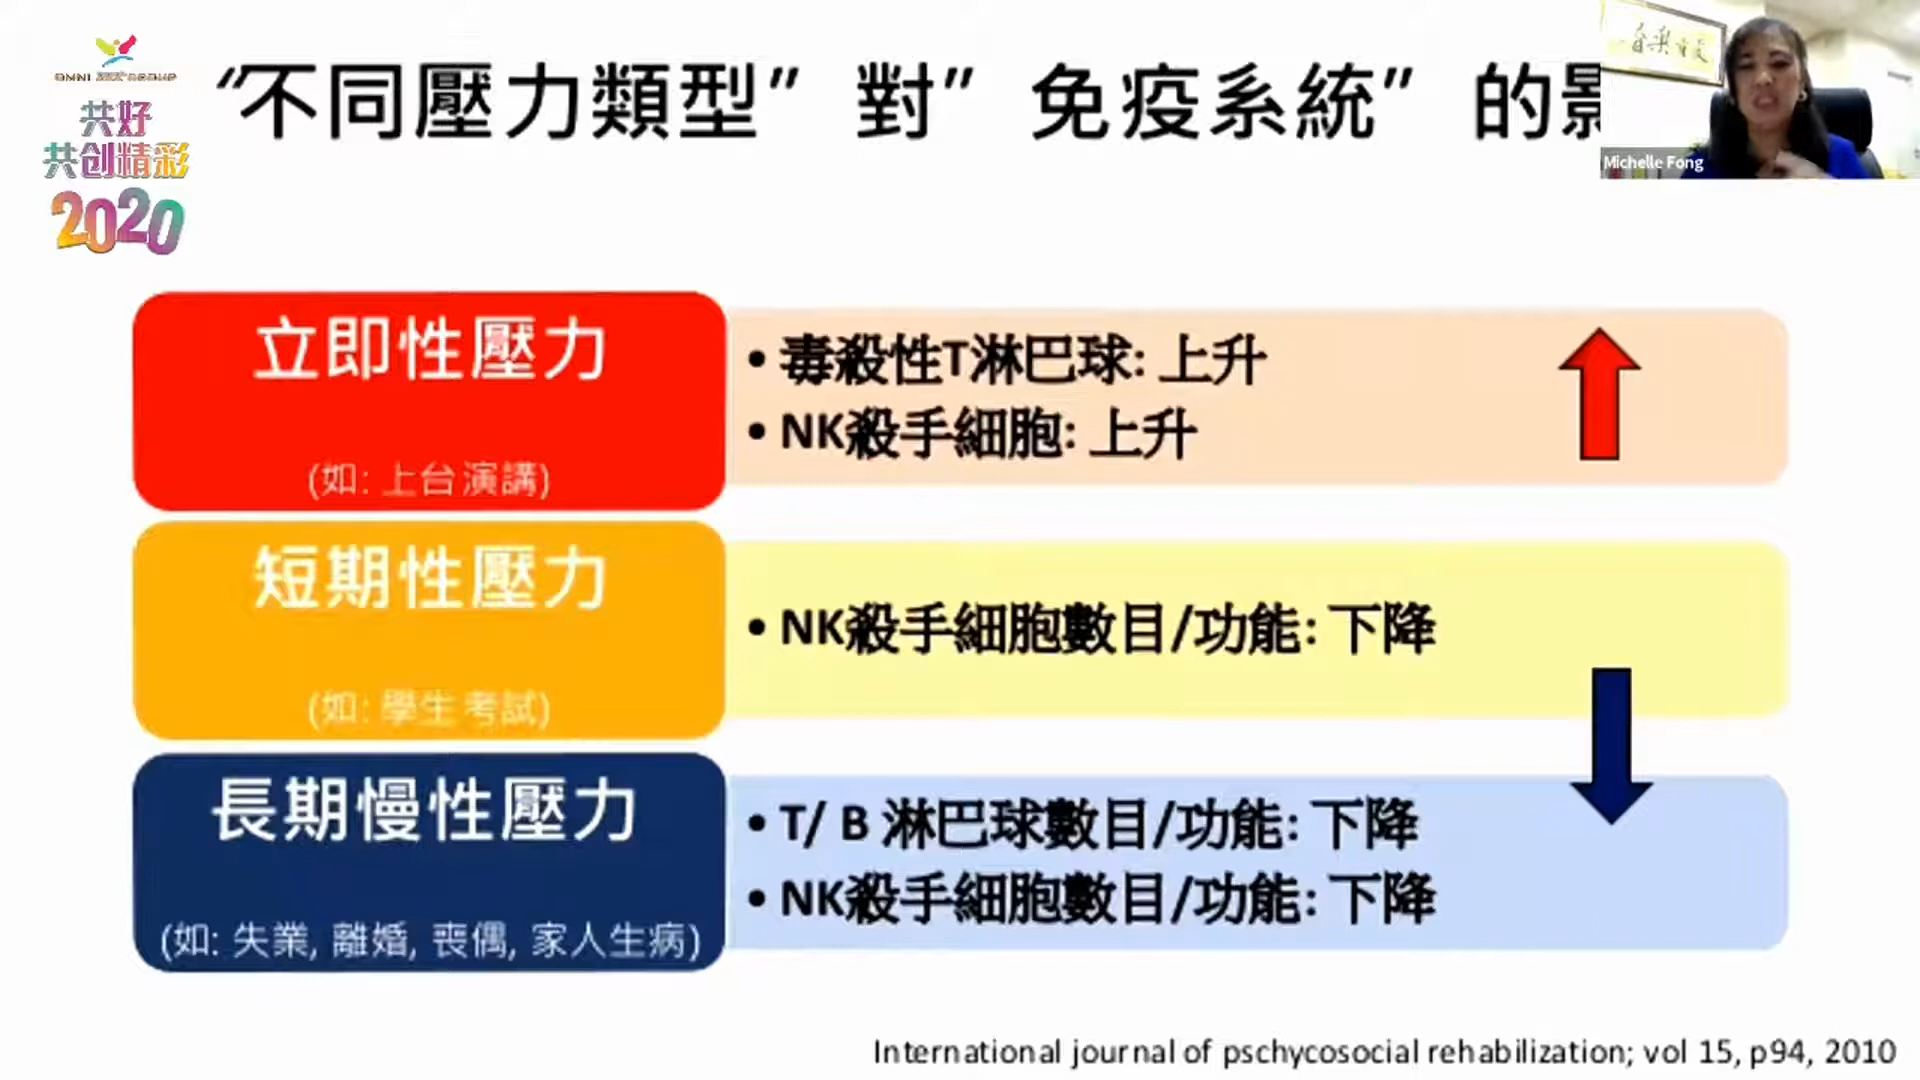 OMNI GROUP
共好
共创精彩
2020
“不同壓力類型”對”免疫系統”的影
Michelle Fong
立即性壓力
(如: 上台演講)
• 毒殺性T淋巴球: 上升
• NK殺手細胞: 上升
短期性壓力
(如: 學生考試)
• NK殺手細胞數目/功能: 下降
長期慢性壓力
(如: 失業, 離婚, 喪偶, 家人生病)
• T/ B 淋巴球數目/功能: 下降
• NK殺手細胞數目/功能: 下降
International journal of pschycosocial rehabilization; vol 15, p94, 2010